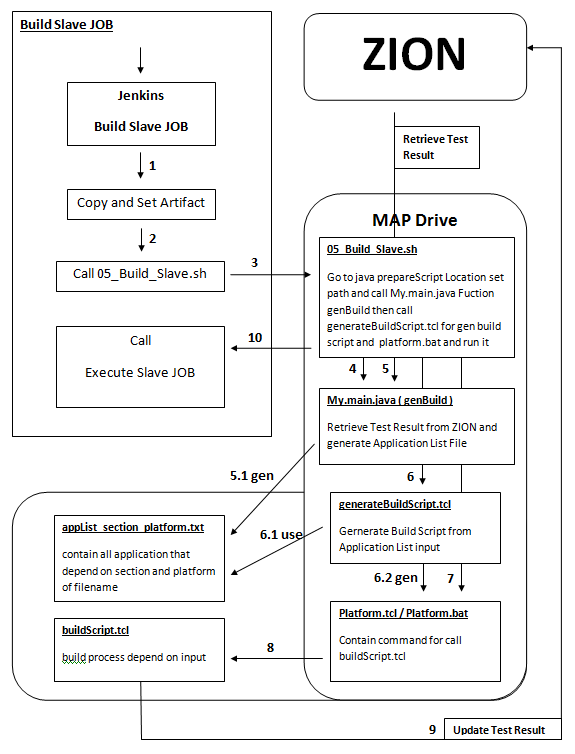 Build Slave JOB
Jenkins
Build Slave JOB
1
Copy and Set Artifact
2
Call 05_Build_Slave.sh
3
Call
Execute Slave JOB
10
ZION
Retrieve Test
Result
MAP Drive
05_Build_Slave.sh
Go to java prepareScript Location set
path and call My.main.java Fuction
genBuild then call
generateBuildScript.tcl for gen build
script and platform.bat and run it
4
5
My.main.java ( genBuild )
Retrieve Test Result from ZION and
generate Application List File
5.1 gen
6
generateBuildScript.tcl
Gernerate Build Script from
Application List input
6.1 use
appList_section_platform.txt
contain all application that
depend on section and platform
of filename
6.2 gen
7
Platform.tcl / Platform.bat
Contain command for call
buildScript.tcl
8
buildScript.tcl
build process depend on input
9
Update Test Result